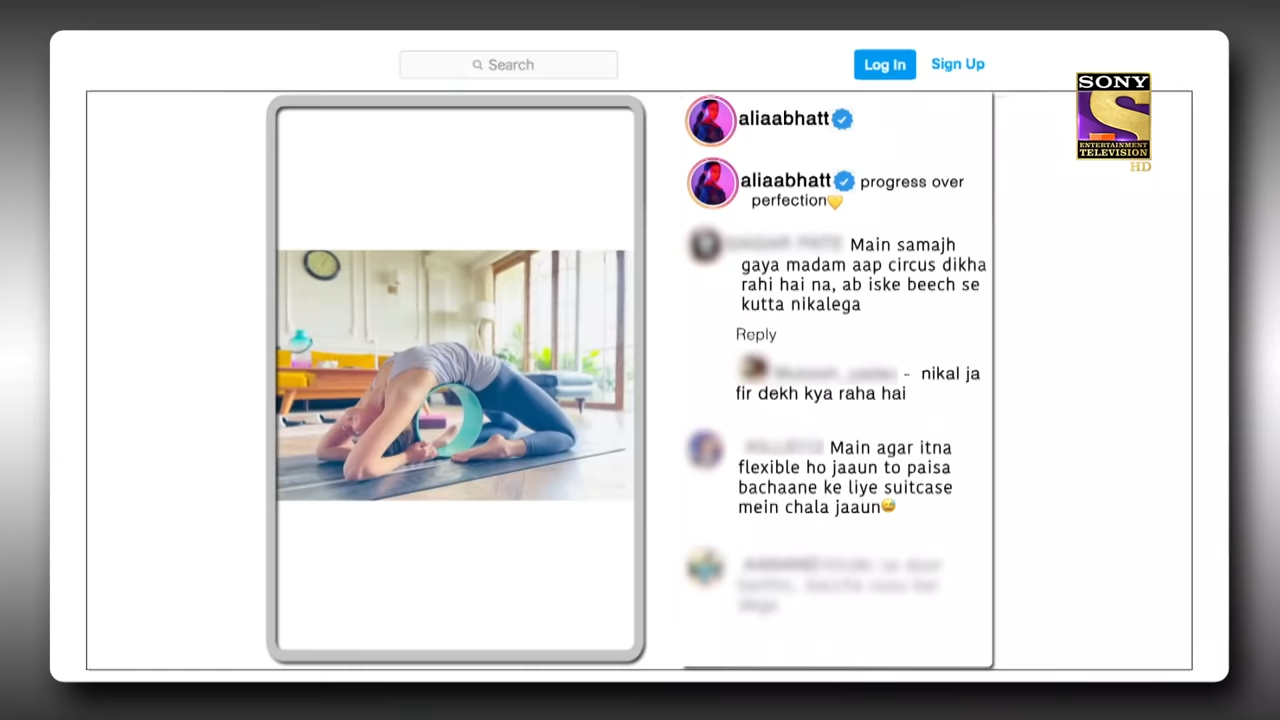 Search
Log In
Sign Up
SONY
S
ENTERTAINMENT
TELEVISION
HD
aliaabhatt
aliaabhatt progress over
perfection💛
Main samajh
gaya madam aap circus dikha
rahi hai na, ab iske beech se
kutta nikalega
Reply
- nikal ja
fir dekh kya raha hai
Main agar itna
flexible ho jaaun to paisa
bachaane ke liye suitcase
mein chala jaaun😅